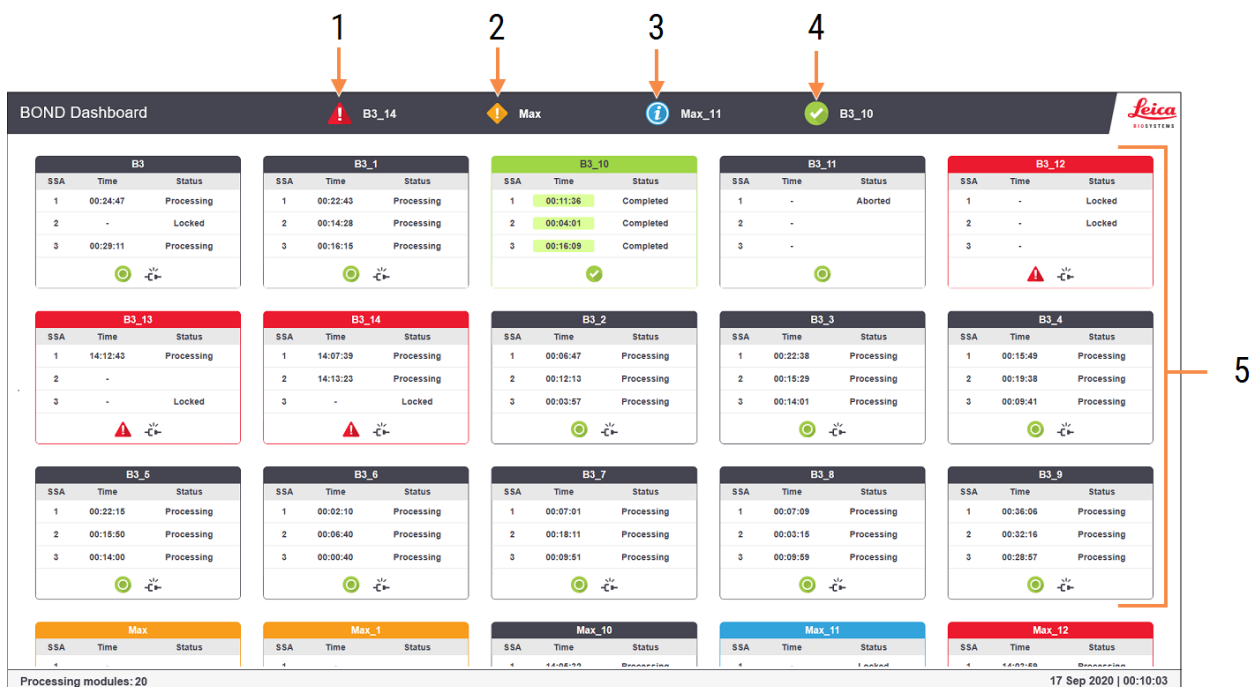 1 2 3 4
BOND Dashboard B3_14 Max Max_11 B3_10 Leica
BIOSYSTEMS
B3 B3_1 B3_10 B3_11 B3_12
SSA Time Status SSA Time Status SSA Time Status SSA Time Status SSA Time Status
1 00:24:47 Processing 1 00:22:43 Processing 1 00:11:36 Completed 1 - Aborted 1 - Locked
2 - Locked 2 00:14:28 Processing 2 00:04:01 Completed 2 - 2 - Locked
3 00:29:11 Processing 3 00:16:15 Processing 3 00:16:09 Completed 3 - 3 -
B3_13 B3_14 B3_2 B3_3 B3_4
SSA Time Status SSA Time Status SSA Time Status SSA Time Status SSA Time Status
1 14:12:43 Processing 1 14:07:39 Processing 1 00:06:47 Processing 1 00:22:38 Processing 1 00:15:49 Processing
2 - 2 14:13:23 Processing 2 00:12:13 Processing 2 00:15:29 Processing 2 00:19:38 Processing
3 - Locked 3 - Locked 3 00:03:57 Processing 3 00:14:01 Processing 3 00:09:41 Processing
5
B3_5 B3_6 B3_7 B3_8 B3_9
SSA Time Status SSA Time Status SSA Time Status SSA Time Status SSA Time Status
1 00:22:15 Processing 1 00:02:10 Processing 1 00:07:01 Processing 1 00:07:09 Processing 1 00:36:06 Processing
2 00:15:50 Processing 2 00:06:40 Processing 2 00:18:11 Processing 2 00:03:15 Processing 2 00:32:16 Processing
3 00:14:00 Processing 3 00:00:40 Processing 3 00:09:51 Processing 3 00:09:59 Processing 3 00:28:57 Processing
Max Max_1 Max_10 Max_11 Max_12
SSA Time Status SSA Time Status SSA Time Status SSA Time Status SSA Time Status
Processing modules: 20 17 Sep 2020 | 00:10:03